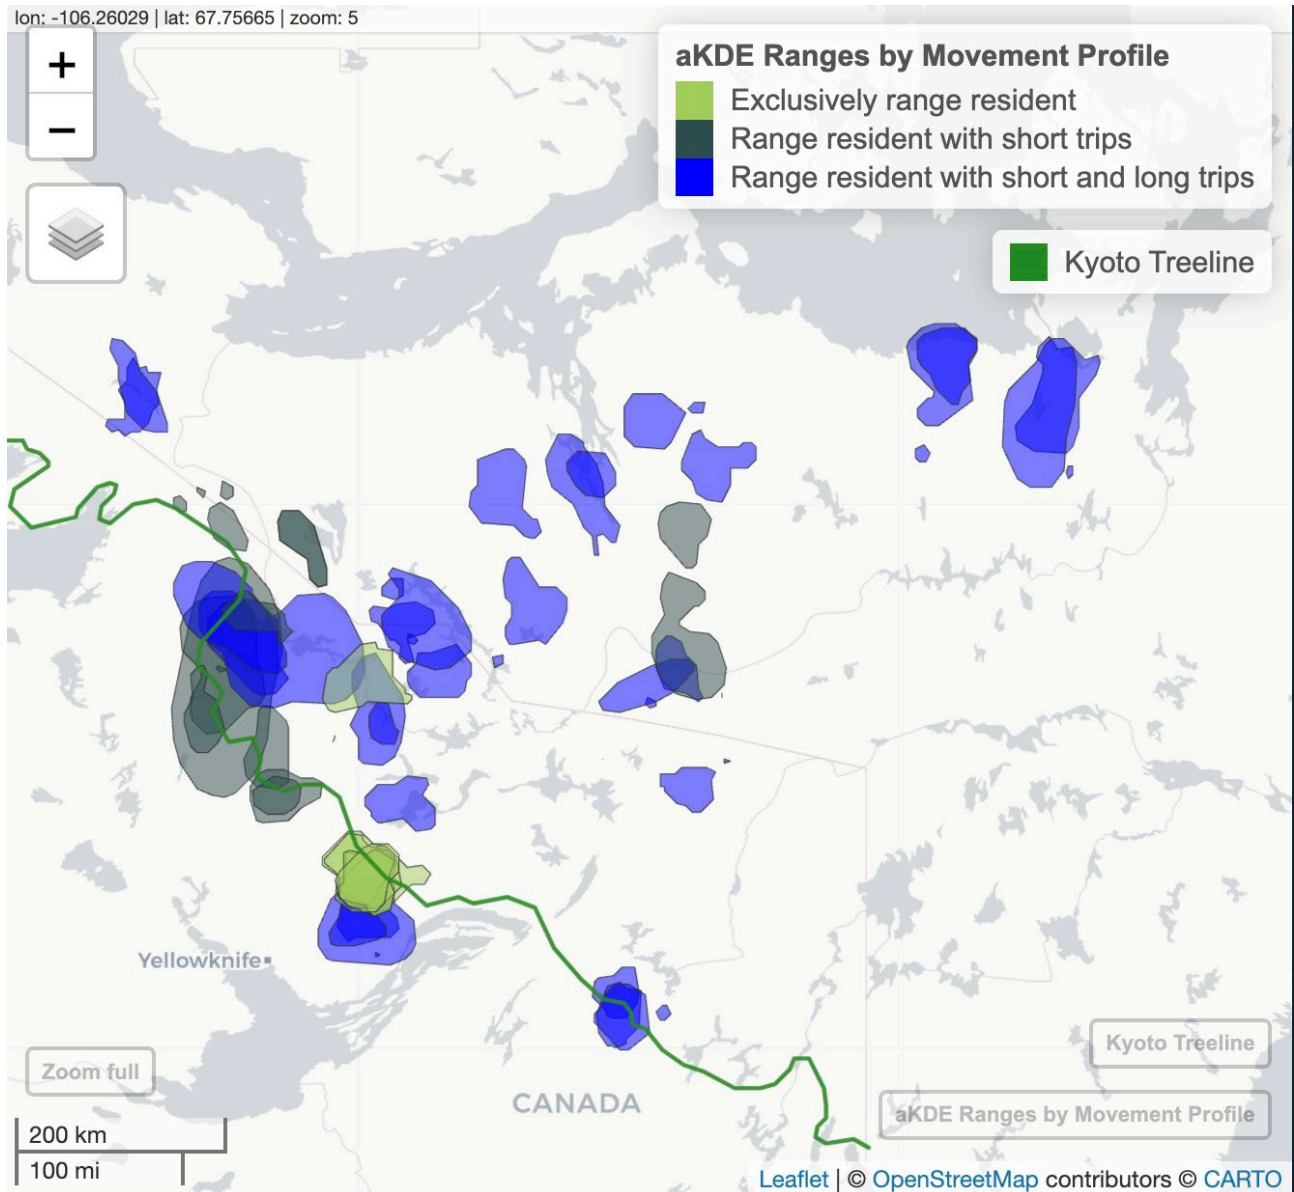 lon: -106.26029 | lat: 67.75665 | zoom: 5
+
−
aKDE Ranges by Movement Profile
Exclusively range resident
Range resident with short trips
Range resident with short and long trips
Kyoto Treeline
Yellowknife
CANADA
Kyoto Treeline
Zoom full
aKDE Ranges by Movement Profile
200 km
100 mi
Leaflet | © OpenStreetMap contributors © CARTO